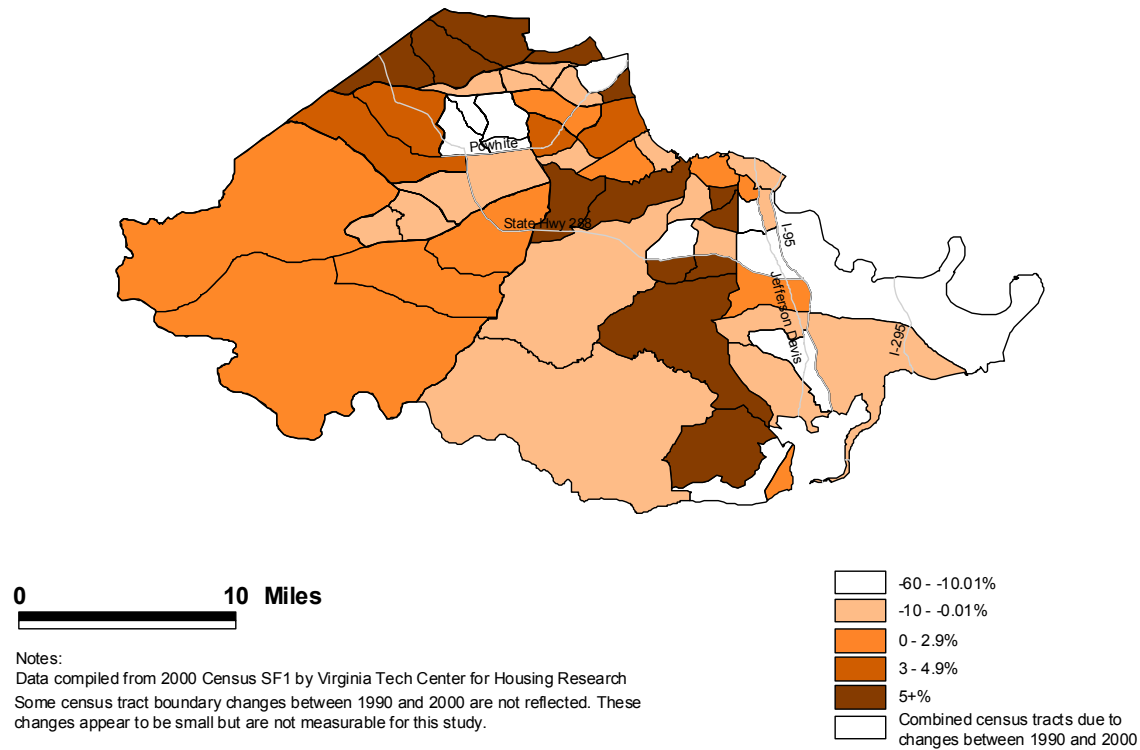 Powhite
State Hwy 288
I-95
Jefferson Davis
I-295
0 10 Miles
-60 - -10.01%
-10 - -0.01%
0 - 2.9%
3 - 4.9%
5+%
Combined census tracts due to
changes between 1990 and 2000
Notes:
Data compiled from 2000 Census SF1 by Virginia Tech Center for Housing Research
Some census tract boundary changes between 1990 and 2000 are not reflected. These
changes appear to be small but are not measurable for this study.